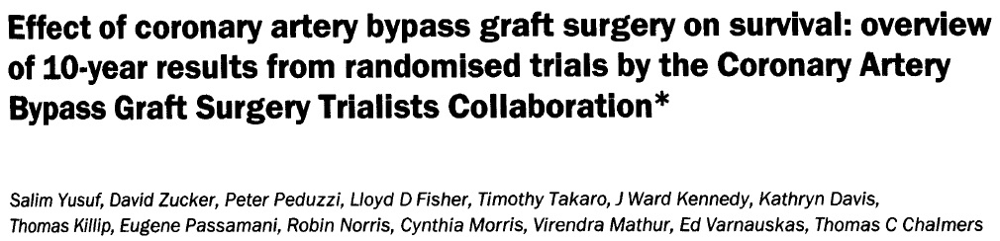 Effect of coronary artery bypass graft surgery on survival: overview
of 10-year results from randomised trials by the Coronary Artery
Bypass Graft Surgery Trialists Collaboration*
Salim Yusuf, David Zucker, Peter Peduzzi, Lloyd D Fisher, Timothy Takaro, J Ward Kennedy, Kathryn Davis,
Thomas Killip, Eugene Passamani, Robin Norris, Cynthia Morris, Virendra Mathur, Ed Varnauskas, Thomas C Chalmers